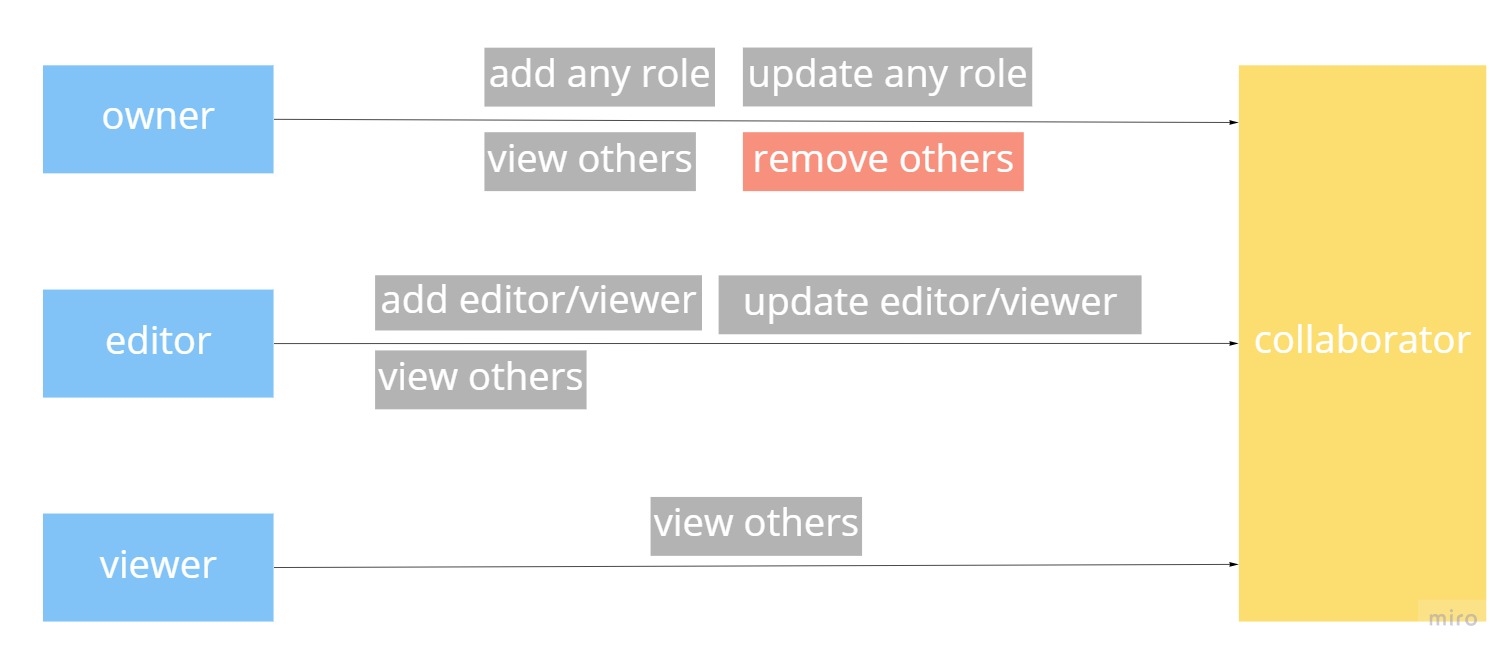 owner
add any role
update any role
view others
remove others
editor
add editor/viewer
update editor/viewer
view others
collaborator
viewer
view others
miro